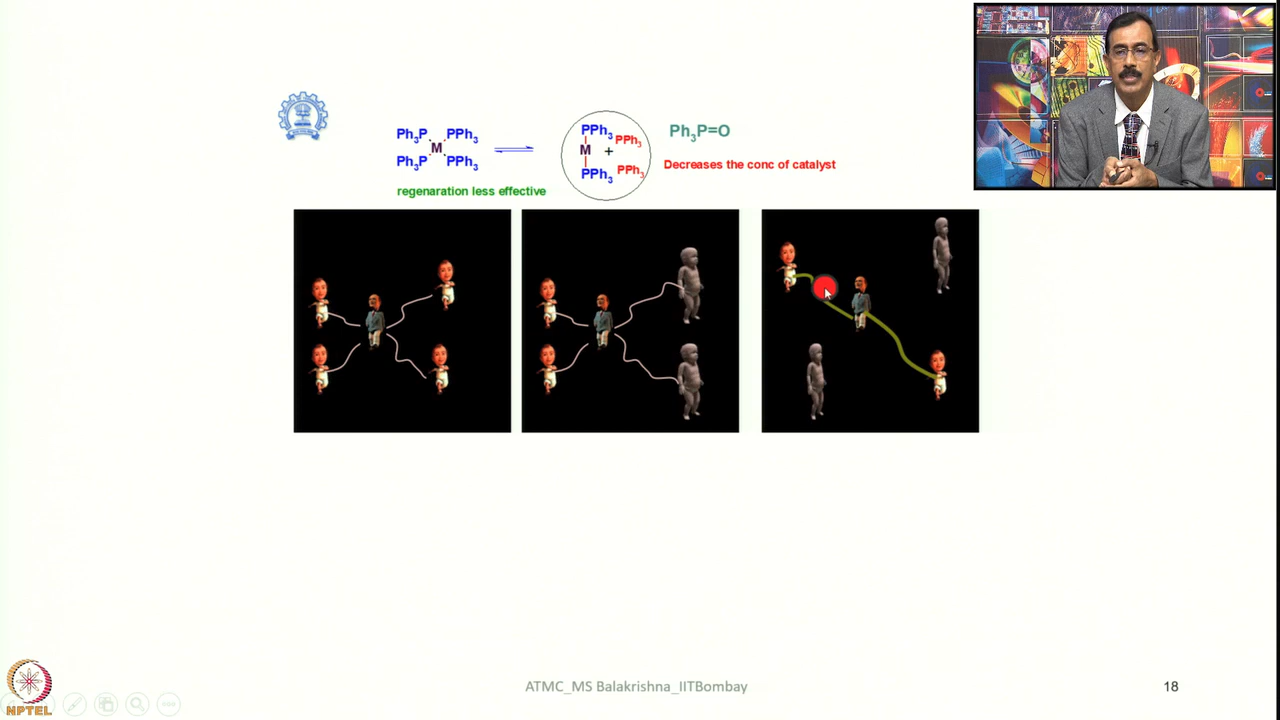 Ph3P PPh3
M
Ph3P PPh3
regenaration less effective
PPh3
M + PPh3
PPh3 PPh3
Ph3P=O
Decreases the conc of catalyst
ATMC_MS Balakrishna_IITBombay
18
NPTEL